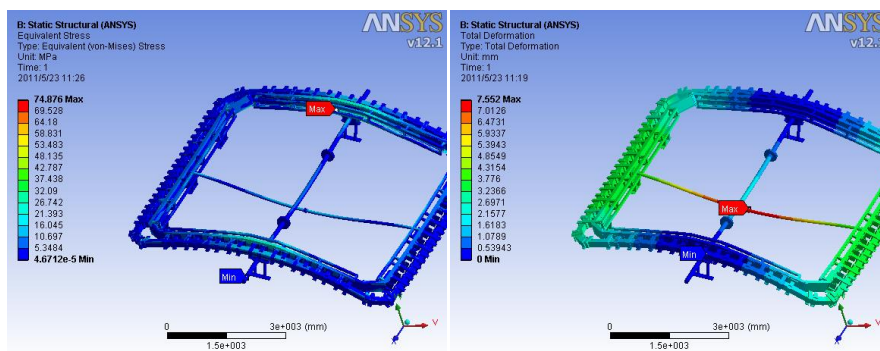 B: Static Structural (ANSYS)
Equivalent Stress
Type: Equivalent (von-Mises) Stress
Unit: MPa
Time: 1
2011/5/23 11:26
ANSYS
v12.1
74.876 Max
69.528
64.18
58.831
53.483
48.135
42.787
37.438
32.09
26.742
21.393
16.045
10.697
5.3484
4.6712e-5 Min
Max
Min
0
3e+003 (mm)
1.5e+003
X
B: Static Structural (ANSYS)
Total Deformation
Type: Total Deformation
Unit: mm
Time: 1
2011/5/23 11:19
ANSYS
v12.1
7.552 Max
7.0126
6.4731
5.9337
5.3943
4.8549
4.3154
3.776
3.2366
2.6971
2.1577
1.6183
1.0789
0.53943
0 Min
Max
Min
0
3e+003 (mm)
1.5e+003
X